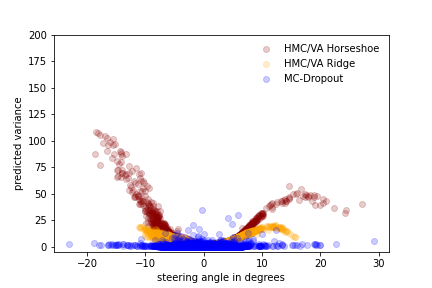 200
175
150
125
100
75
50
25
0
predicted variance
HMC/VA Horseshoe
HMC/VA Ridge
MC-Dropout
−20 −10 0 10 20 30
steering angle in degrees